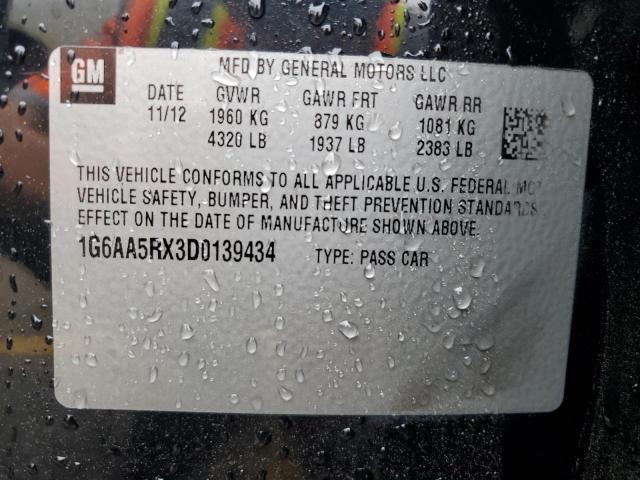 GM
MFD BY GENERAL MOTORS LLC
DATE GVWR GAWR FRT GAWR RR
11/12 1960 KG 879 KG 1081 KG
4320 LB 1937 LB 2383 LB
THIS VEHICLE CONFORMS TO ALL APPLICABLE U.S. FEDERAL MOT
VEHICLE SAFETY, BUMPER, AND THEFT PREVENTION STANDARDS
EFFECT ON THE DATE OF MANUFACTURE SHOWN ABOVE.
1G6AA5RX3D0139434 TYPE: PASS CAR